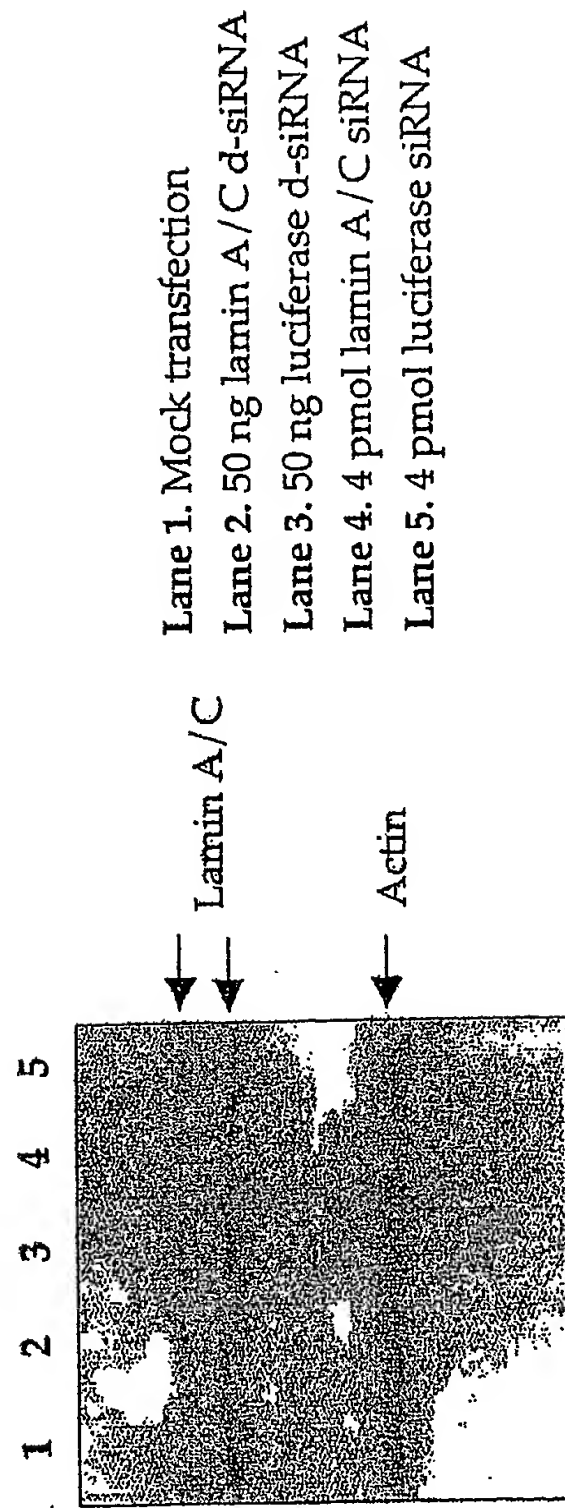 1 2 3 4 5
Lamin A/C
Actin
Lane 1. Mock transfection
Lane 2. 50 ng lamin A/C d-siRNA
Lane 3. 50 ng luciferase d-siRNA
Lane 4. 4 pmol lamin A/C siRNA
Lane 5. 4 pmol luciferase siRNA